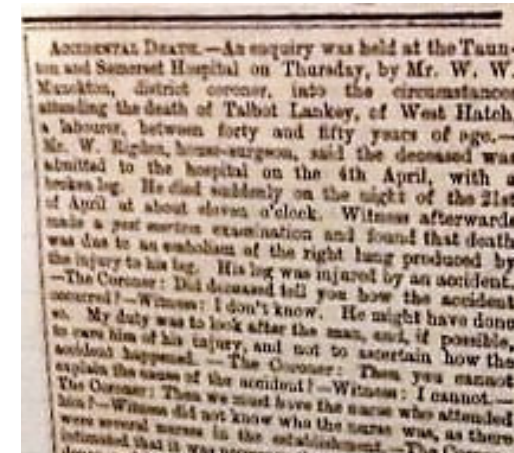 ACCIDENTAL DEATH.—An enquiry was held at the Taun-
ton and Somerset Hospital on Thursday, by Mr. W. W.
Munckton, district coroner, into the circumstances
attending the death of Talbot Lankey, of West Hatch,
a labourer, between forty and fifty years of age.—
Mr. W. Rigden, house-surgeon, said the deceased was
admitted to the hospital on the 4th April, with a
broken leg. He died suddenly on the night of the 21st
of April at about eleven o'clock. Witness afterwards
made a post mortem examination and found that death
was due to an embolism of the right lung produced by
the injury to his leg. His leg was injured by an accident.
—The Coroner: Did deceased tell you how the accident
occurred?—Witness: I don't know. He might have done
so. My duty was to look after the man, and, if possible,
to cure him of his injury, and not to ascertain how the
accident happened.—The Coroner: Then you cannot
explain the cause of the accident?—Witness: I cannot.—
The Coroner: Then we must have the nurse who attended
him?—Witness did not know who the nurse was, as there
were several nurses in the establishment.—The Coroner
intimated that it was